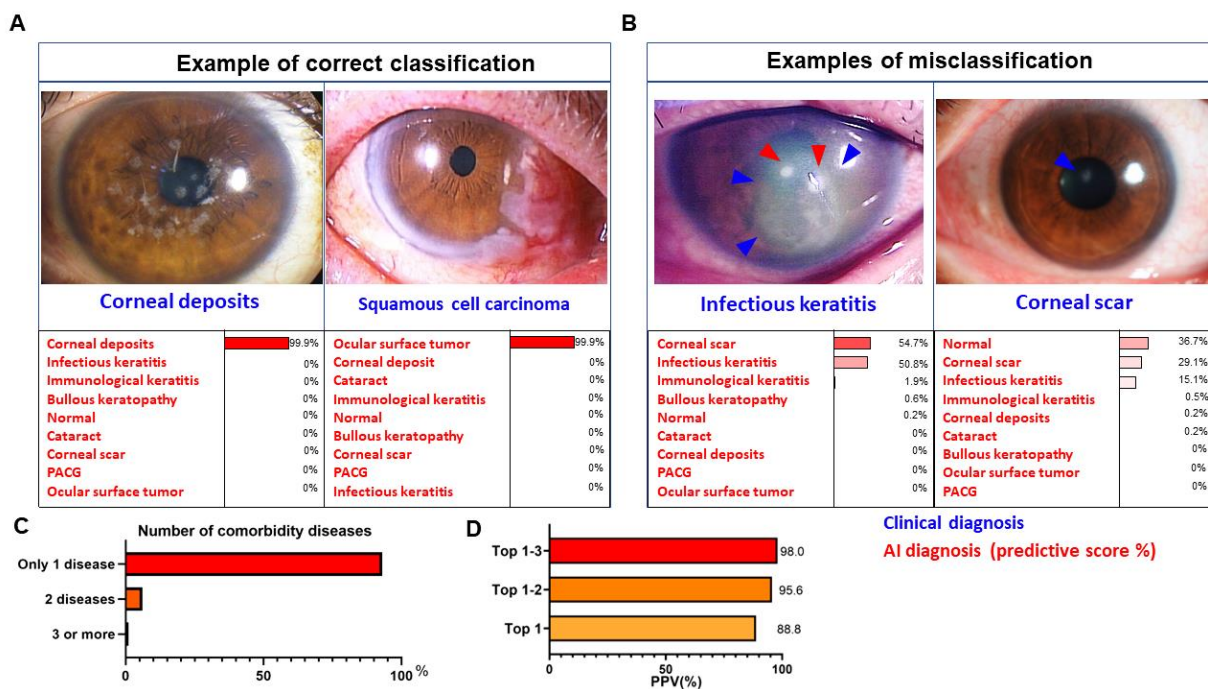 A
Example of correct classification
Corneal deposits
Squamous cell carcinoma
Corneal deposits 99.9%
Infectious keratitis 0%
Immunological keratitis 0%
Bullous keratopathy 0%
Normal 0%
Cataract 0%
Corneal scar 0%
PACG 0%
Ocular surface tumor 0%
Ocular surface tumor 99.9%
Corneal deposit 0%
Cataract 0%
Immunological keratitis 0%
Normal 0%
Bullous keratopathy 0%
Corneal scar 0%
PACG 0%
Infectious keratitis 0%
B
Examples of misclassification
Infectious keratitis
Corneal scar
Corneal scar 54.7%
Infectious keratitis 50.8%
Immunological keratitis 1.9%
Bullous keratopathy 0.6%
Normal 0.2%
Cataract 0%
Corneal deposits 0%
PACG 0%
Ocular surface tumor 0%
Normal 36.7%
Corneal scar 29.1%
Infectious keratitis 15.1%
Immunological keratitis 0.5%
Corneal deposits 0.2%
Cataract 0.2%
Bullous keratopathy 0%
Ocular surface tumor 0%
PACG 0%
Clinical diagnosis
AI diagnosis (predictive score %)
C
Number of comorbidity diseases
Only 1 disease
2 diseases
3 or more
0 50 100 %
D
Top 1-3 98.0
Top 1-2 95.6
Top 1 88.8
0 50 100
PPV(%)